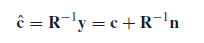 ĉ = R⁻¹y = c + R⁻¹n